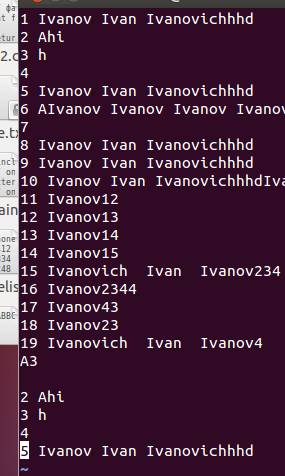 1 Ivanov Ivan Ivanovichhhd
2 Ahi
3 h
4
5 Ivanov Ivan Ivanovichhhd
6 AIvanov Ivanov Ivanov Ivanov
7
8 Ivanov Ivan Ivanovichhhd
9 Ivanov Ivan Ivanovichhhd
10 Ivanov Ivan IvanovichhhdIva
11 Ivanov12
12 Ivanov13
13 Ivanov14
14 Ivanov15
15 Ivanovich  Ivan  Ivanov234
16 Ivanov2344
17 Ivanov43
18 Ivanov23
19 Ivanovich  Ivan  Ivanov4
A3
2 Ahi
3 h
4
5 Ivanov Ivan Ivanovichhhd
~